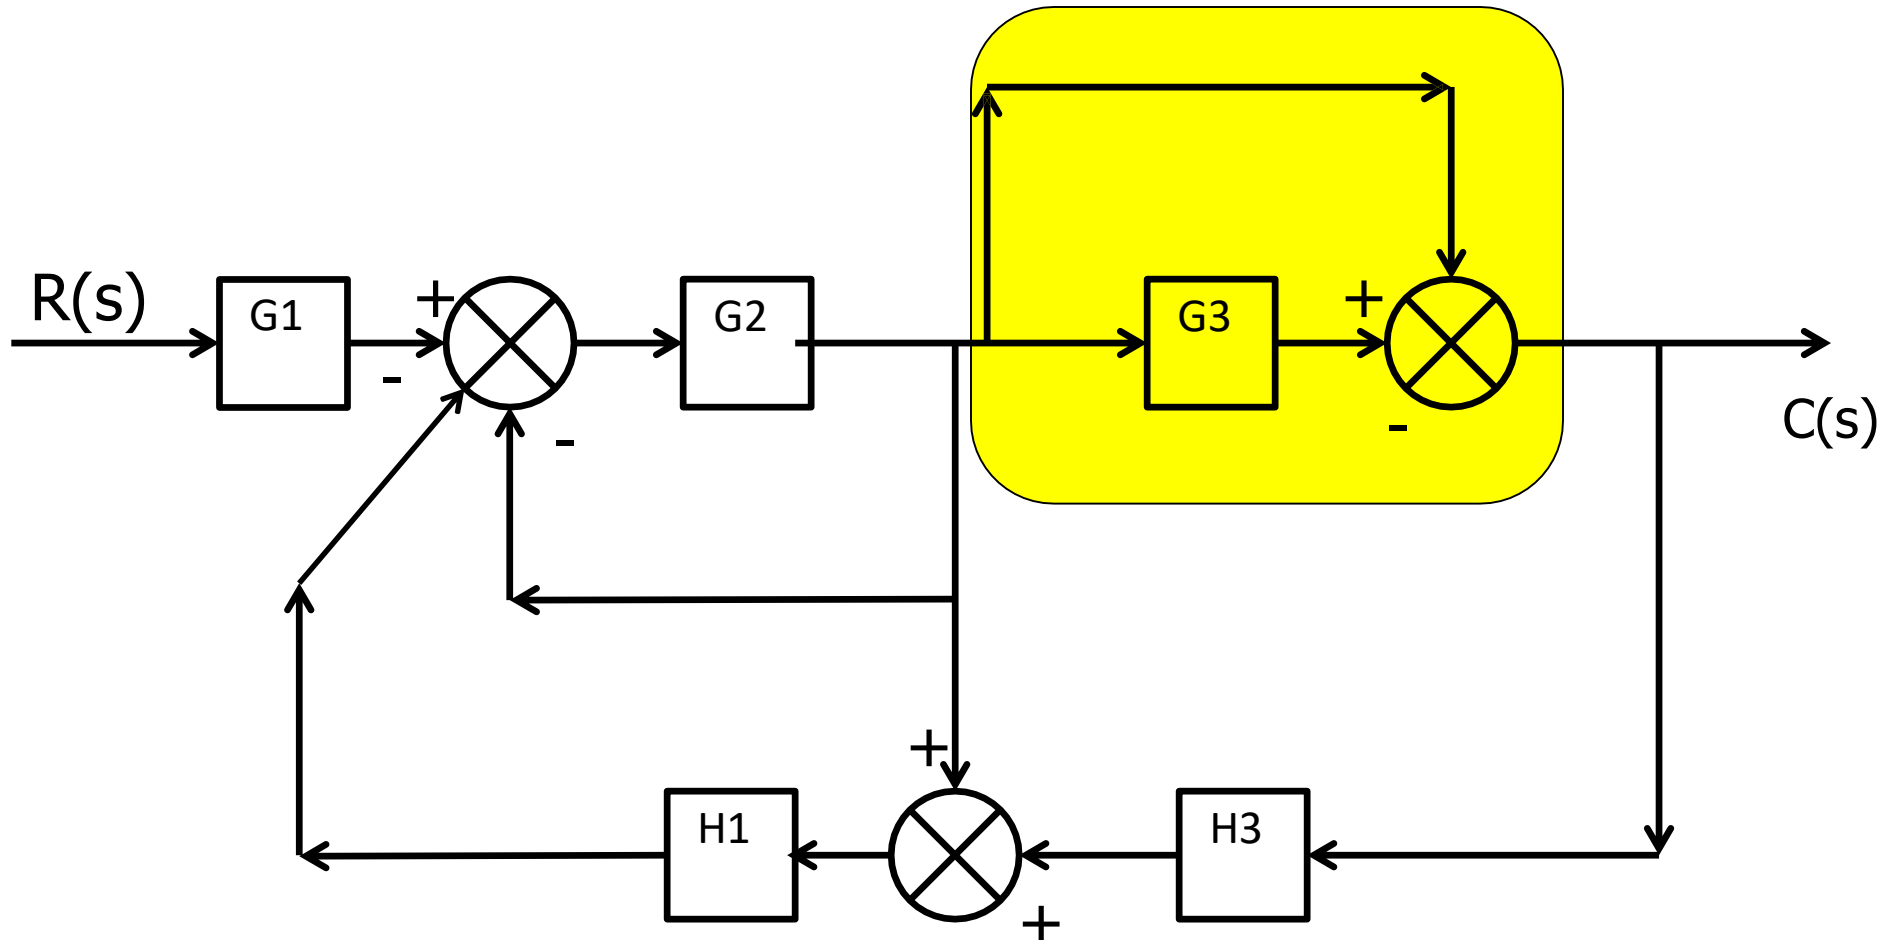 R(s)
G1
+
-
-
G2
G3
+
-
C(s)
+
H1
+
H3